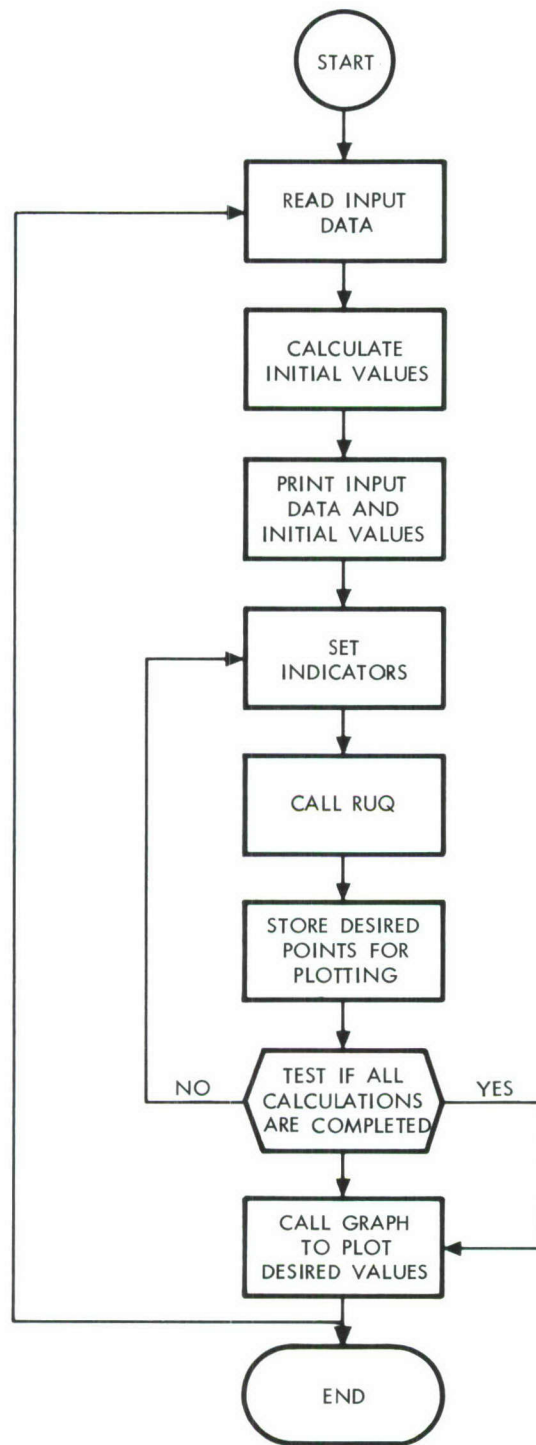 START
READ INPUT
DATA
CALCULATE
INITIAL VALUES
PRINT INPUT
DATA AND
INITIAL VALUES
SET
INDICATORS
CALL RUQ
STORE DESIRED
POINTS FOR
PLOTTING
NO
TEST IF ALL
CALCULATIONS
ARE COMPLETED
YES
CALL GRAPH
TO PLOT
DESIRED VALUES
END